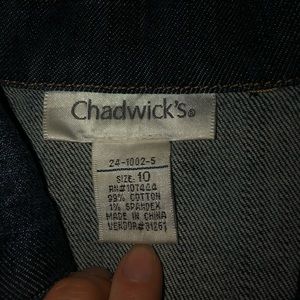 Chadwick's®
24-1002-5
SIZE: 10
RN#107444
99% COTTON
1% SPANDEX
MADE IN CHINA
VENDOR#31261